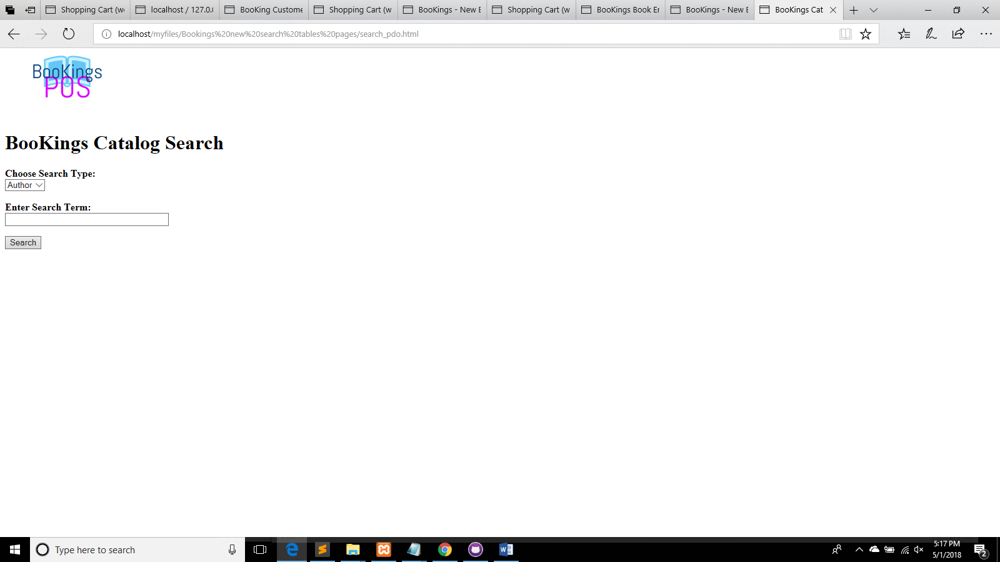 Shopping Cart (w
localhost / 127.0.
BooKing Custome
Shopping Cart (w
BooKings - New
Shopping Cart (w
BooKings Book Er
BooKings - New
BooKings Cat
localhost/myfiles/Bookings%20new%20search%20tables%20pages/search_pdo.html
BooKings
POS
BooKings Catalog Search
Choose Search Type:
Author
Enter Search Term:
Search
Type here to search
5:17 PM
5/1/2018
2